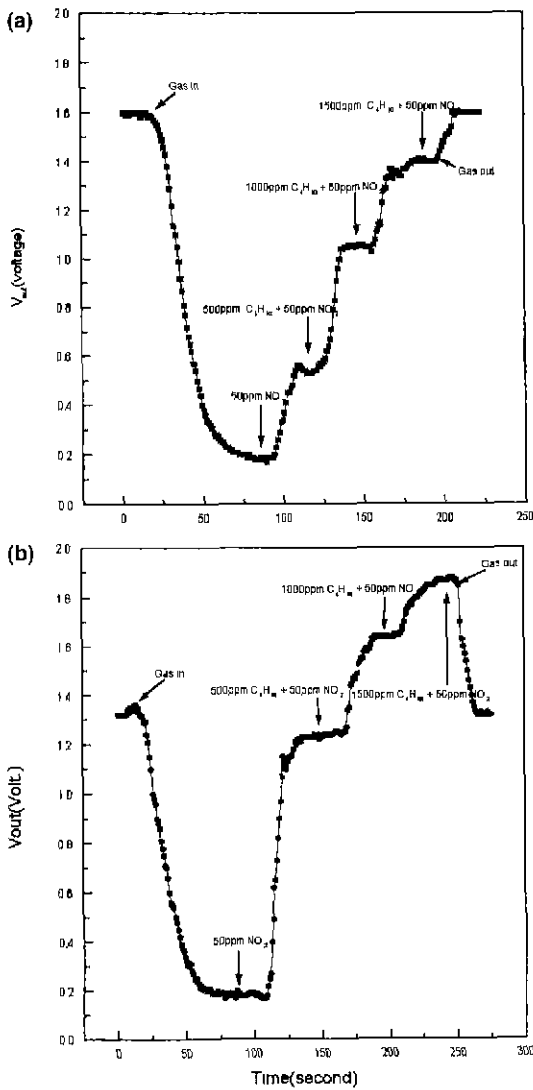 (a)
2.0
1.8
1.6
1.4
1.2
1.0
0.8
0.6
0.4
0.2
0.0
V_out(voltage)
Gas in
1500ppm C₄H₁₀ + 50ppm NO
Gas out
1000ppm C₄H₁₀ + 50ppm NO
500ppm C₄H₁₀ + 50ppm NO
50ppm NO
0 50 100 150 200 250
(b)
2.0
1.8
1.6
1.4
1.2
1.0
0.8
0.6
0.4
0.2
0.0
Vout(Volt.)
Gas out
1000ppm C₄H₁₀ + 50ppm NO
Gas in
500ppm C₄H₁₀ + 50ppm NO₂
1500ppm C₄H₁₀ + 50ppm NO₂
50ppm NO₂
0 50 100 150 200 250 300
Time(second)